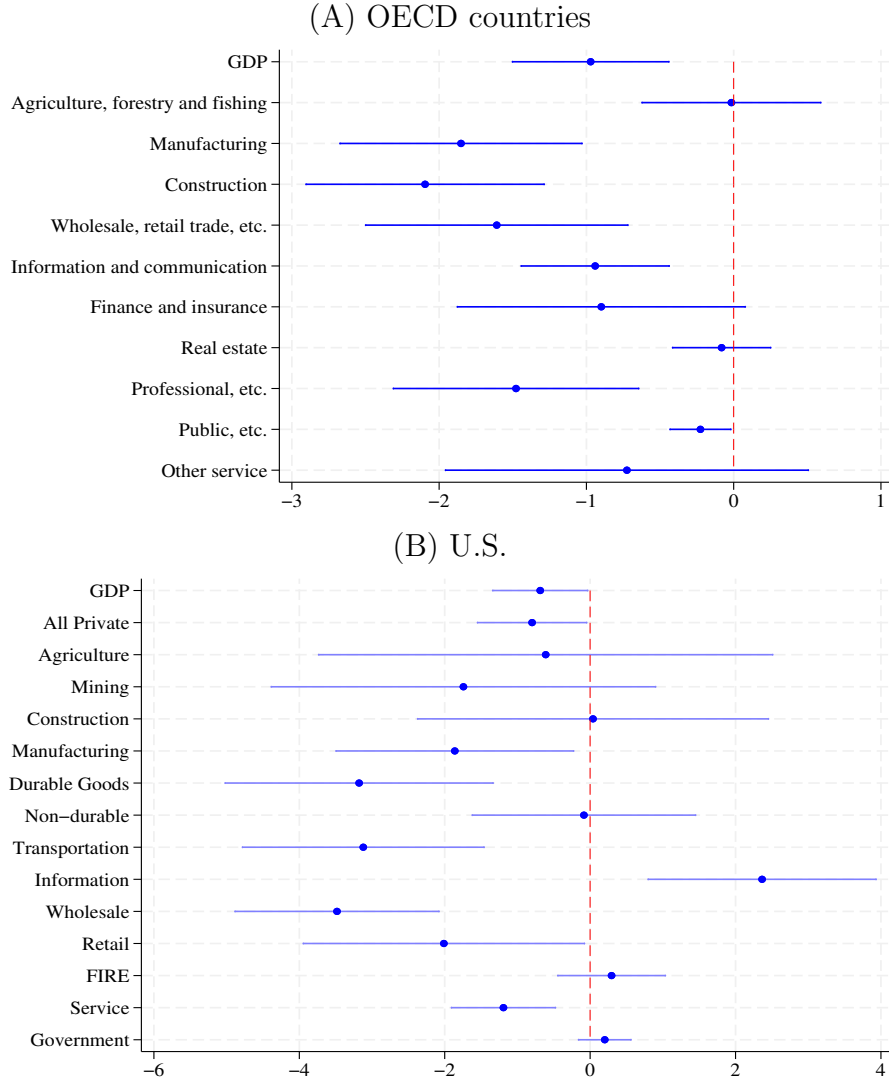 (A) OECD countries
GDP
Agriculture, forestry and fishing
Manufacturing
Construction
Wholesale, retail trade, etc.
Information and communication
Finance and insurance
Real estate
Professional, etc.
Public, etc.
Other service
−3 −2 −1 0 1
(B) U.S.
GDP
All Private
Agriculture
Mining
Construction
Manufacturing
Durable Goods
Non−durable
Transportation
Information
Wholesale
Retail
FIRE
Service
Government
−6 −4 −2 0 2 4